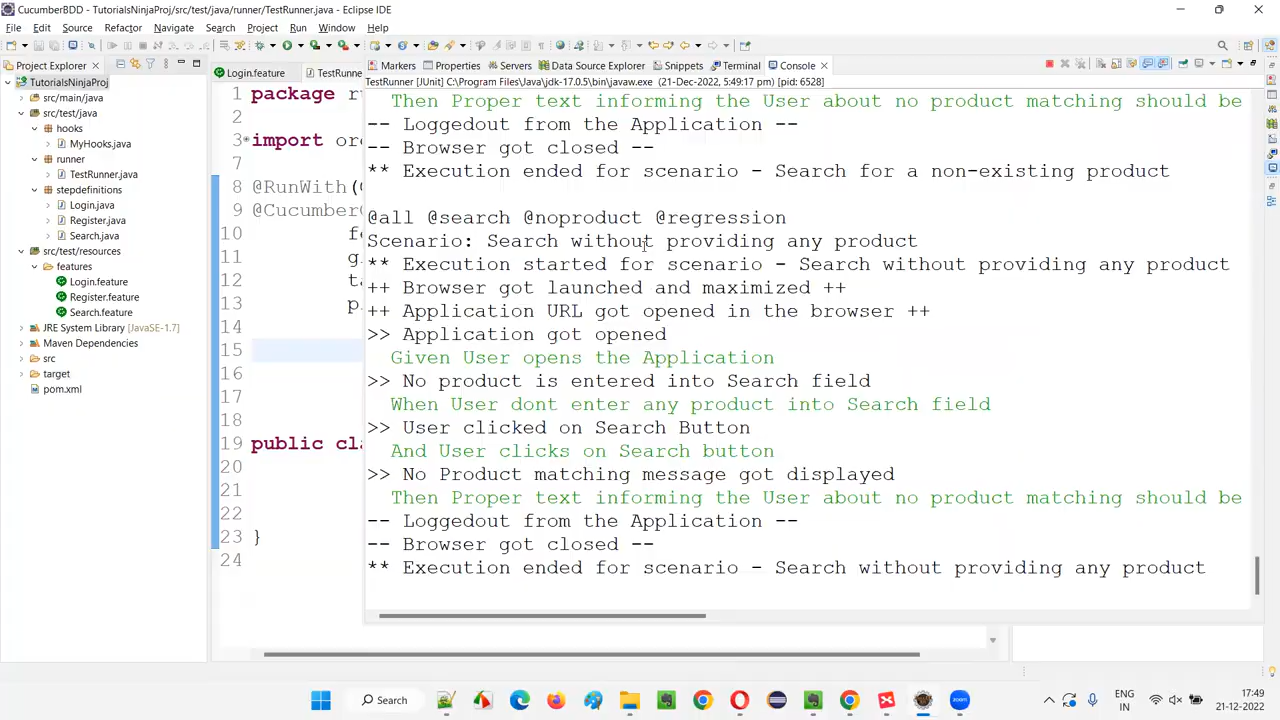 CucumberBDD - TutorialsNinjaProj/src/test/java/runner/TestRunner.java - Eclipse IDE
File Edit Source Refactor Navigate Search Project Run Window Help
Project Explorer
TutorialsNinjaProj
src/main/java
src/test/java
hooks
MyHooks.java
runner
TestRunner.java
stepdefinitions
Login.java
Register.java
Search.java
src/test/resources
features
Login.feature
Register.feature
Search.feature
JRE System Library [JavaSE-1.7]
Maven Dependencies
src
target
pom.xml
Login.feature TestRunne
1 package ru
2
3 import org
7
8 @RunWith(C
9 @Cucumber
10 fe
11 g
12 ta
13 p
14
15
16
17
18
19 public cla
20
21
22
23 }
24
Markers Properties Servers Data Source Explorer Snippets Terminal Console
TestRunner [JUnit] C:\Program Files\Java\jdk-17.0.5\bin\javaw.exe (21-Dec-2022, 5:49:17 pm) [pid: 6528]
Then Proper text informing the User about no product matching should be
-- Loggedout from the Application --
-- Browser got closed --
** Execution ended for scenario - Search for a non-existing product
@all @search @noproduct @regression
Scenario: Search without providing any product
** Execution started for scenario - Search without providing any product
++ Browser got launched and maximized ++
++ Application URL got opened in the browser ++
>> Application got opened
Given User opens the Application
>> No product is entered into Search field
When User dont enter any product into Search field
>> User clicked on Search Button
And User clicks on Search button
>> No Product matching message got displayed
Then Proper text informing the User about no product matching should be
-- Loggedout from the Application --
-- Browser got closed --
** Execution ended for scenario - Search without providing any product
Search
ENG
IN
17:49
21-12-2022